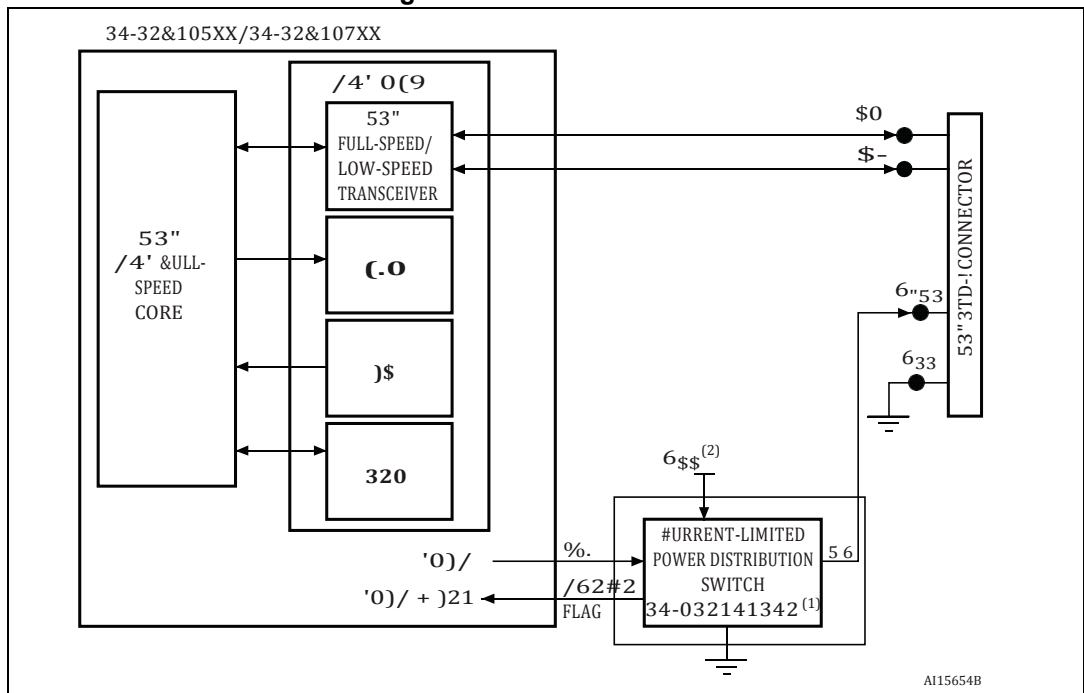 34-32&105XX/34-32&107XX
/4' 0(9
53"
FULL-SPEED/
LOW-SPEED
TRANSCEIVER
53"
/4' &ULL-
SPEED
CORE
(.O
)$
320
$0
$-
53" 3TD-! CONNECTOR
6"53
633
6$$(2)
#URRENT-LIMITED
POWER DISTRIBUTION
SWITCH
34-032141342(1)
5 6
'0)/
%.
'0)/ + )21
/62#2
FLAG
AI15654B